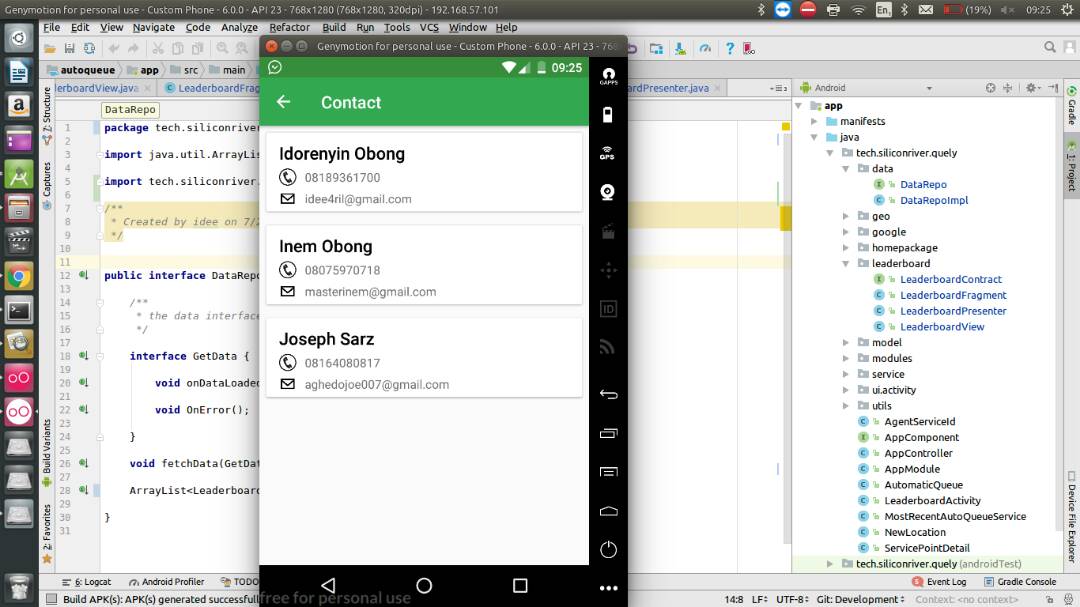 Genymotion for personal use - Custom Phone - 6.0.0 - API 23 - 768x1280 (768x1280, 320dpi) - 192.168.57.101
En
(19%)
09:25
File Edit View Navigate Code Analyze Refactor Build Run Tools VCS Window Help
Genymotion for personal use - Custom Phone - 6.0.0 - API 23 - 768
autoqueue app src main
erboardView.java
LeaderboardFrag
rdPresenter.java
DataRepo
1 package tech.siliconriver
2
3 import java.util.ArrayLis
4
5 import tech.siliconriver.
6
7 /**
8 * Created by idee on 7/2
9 */
10
11
12 public interface DataRepo
13
14 /**
15 * the data interface
16 */
17
18 interface GetData {
19
20 void onDataLoaded
21
22 void OnError();
23
24 }
25
26 void fetchData(GetDat
27
28 ArrayList<Leaderboard
29
30 }
31
7: Structure
Captures
Build Variants
2: Favorites
09:25
Contact
Idorenyin Obong
08189361700
idee4ril@gmail.com
Inem Obong
08075970718
masterinem@gmail.com
Joseph Sarz
08164080817
aghedojoe007@gmail.com
free for personal use
GAPPS
GPS
ID
Android
app
manifests
java
tech.siliconriver.quely
data
DataRepo
DataRepoImpl
geo
google
homepackage
leaderboard
LeaderboardContract
LeaderboardFragment
LeaderboardPresenter
LeaderboardView
model
modules
service
ui.activity
utils
AgentServiceId
AppComponent
AppController
AppModule
AutomaticQueue
LeaderboardActivity
MostRecentAutoQueueService
NewLocation
ServicePointDetail
tech.siliconriver.quely (androidTest)
Gradle
1: Project
Device File Explorer
6: Logcat Android Profiler TODO
Event Log Gradle Console
Build APK(s): APK(s) generated successfull
14:8 LF÷ UTF-8÷ Git: Development÷ Context: <no context>